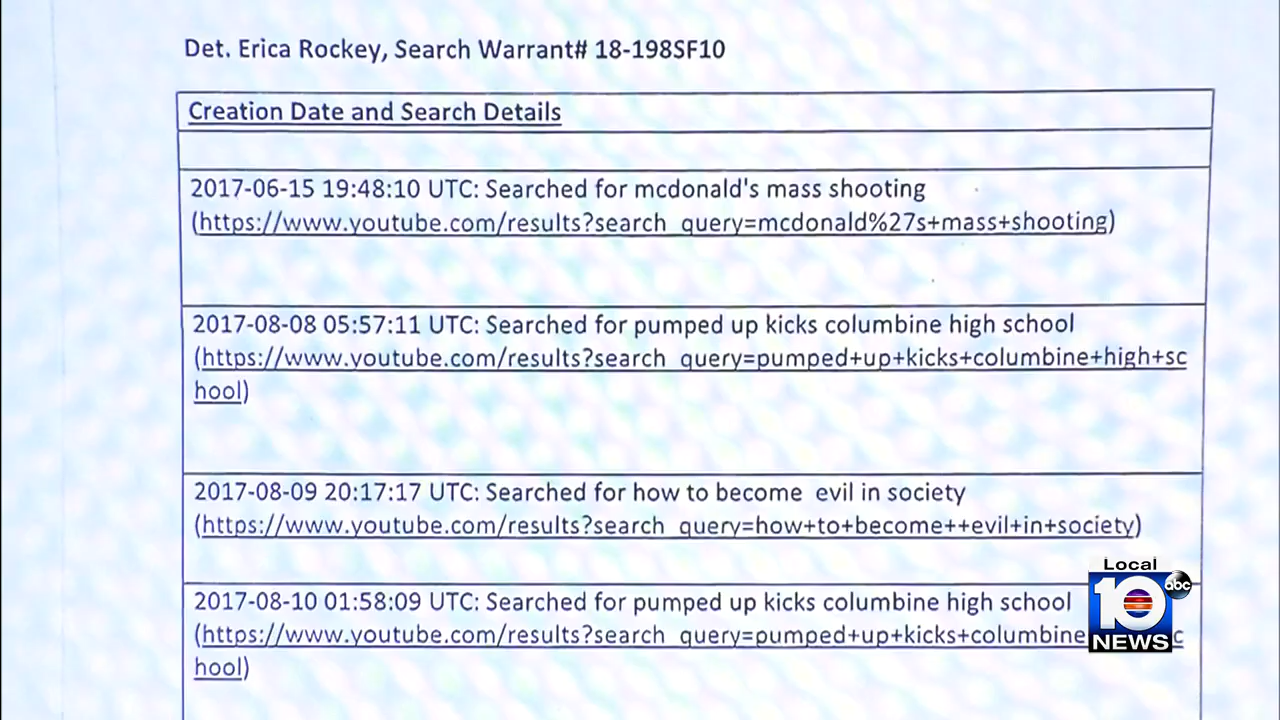 Det. Erica Rockey, Search Warrant# 18-198SF10
Creation Date and Search Details
2017-06-15 19:48:10 UTC: Searched for mcdonald's mass shooting
(https://www.youtube.com/results?search_query=mcdonald%27s+mass+shooting)
2017-08-08 05:57:11 UTC: Searched for pumped up kicks columbine high school
(https://www.youtube.com/results?search_query=pumped+up+kicks+columbine+high+sc
hool)
2017-08-09 20:17:17 UTC: Searched for how to become  evil in society
(https://www.youtube.com/results?search_query=how+to+become++evil+in+society)
2017-08-10 01:58:09 UTC: Searched for pumped up kicks columbine high school
(https://www.youtube.com/results?search_query=pumped+up+kicks+columbine
hool)
Local
10 abc
NEWS